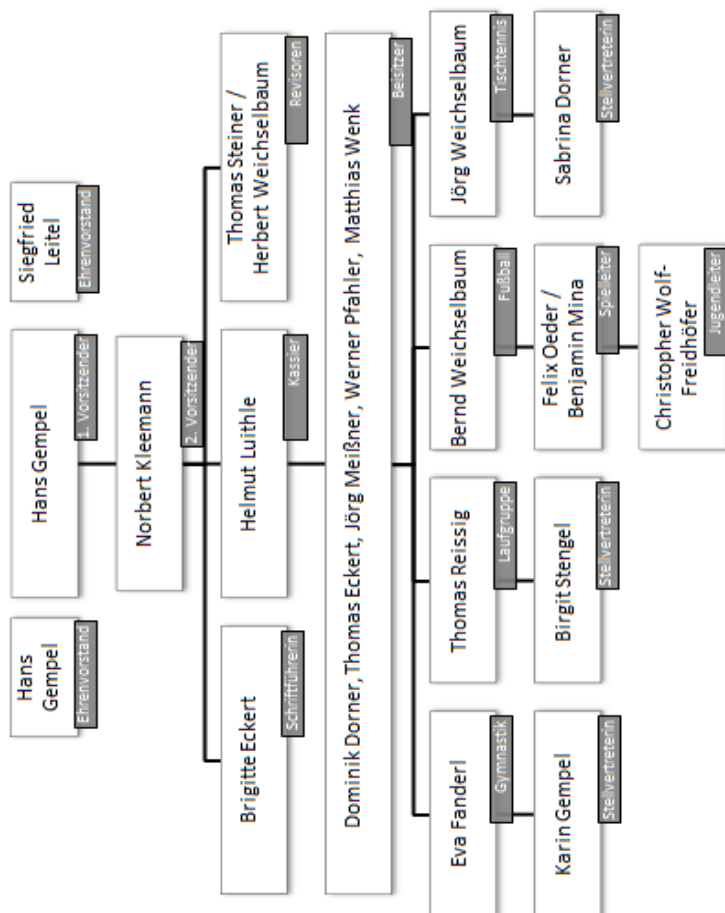 Hans
Gempel
Ehrenvorstand
Hans Gempel
1. Vorsitzender
Siegfried
Leitel
Ehrenvorstand
Norbert Kleemann
2. Vorsitzender
Brigitte Eckert
Schriftführerin
Helmut Luithle
Kassier
Thomas Steiner /
Herbert Weichselbaum
Revisoren
Dominik Dorner, Thomas Eckert, Jörg Meißner, Werner Pfahler, Matthias Wenk
Beisitzer
Eva Fanderl
Gymnastik
Thomas Reissig
Laufgruppe
Bernd Weichselbaum
Fußball
Jörg Weichselbaum
Tischtennis
Karin Gempel
Stellvertreterin
Birgit Stengel
Stellvertreterin
Felix Oeder /
Benjamin Mina
Spielleiter
Sabrina Dorner
Stellvertreterin
Christopher Wolf-
Freidhöfer
Jugendleiter